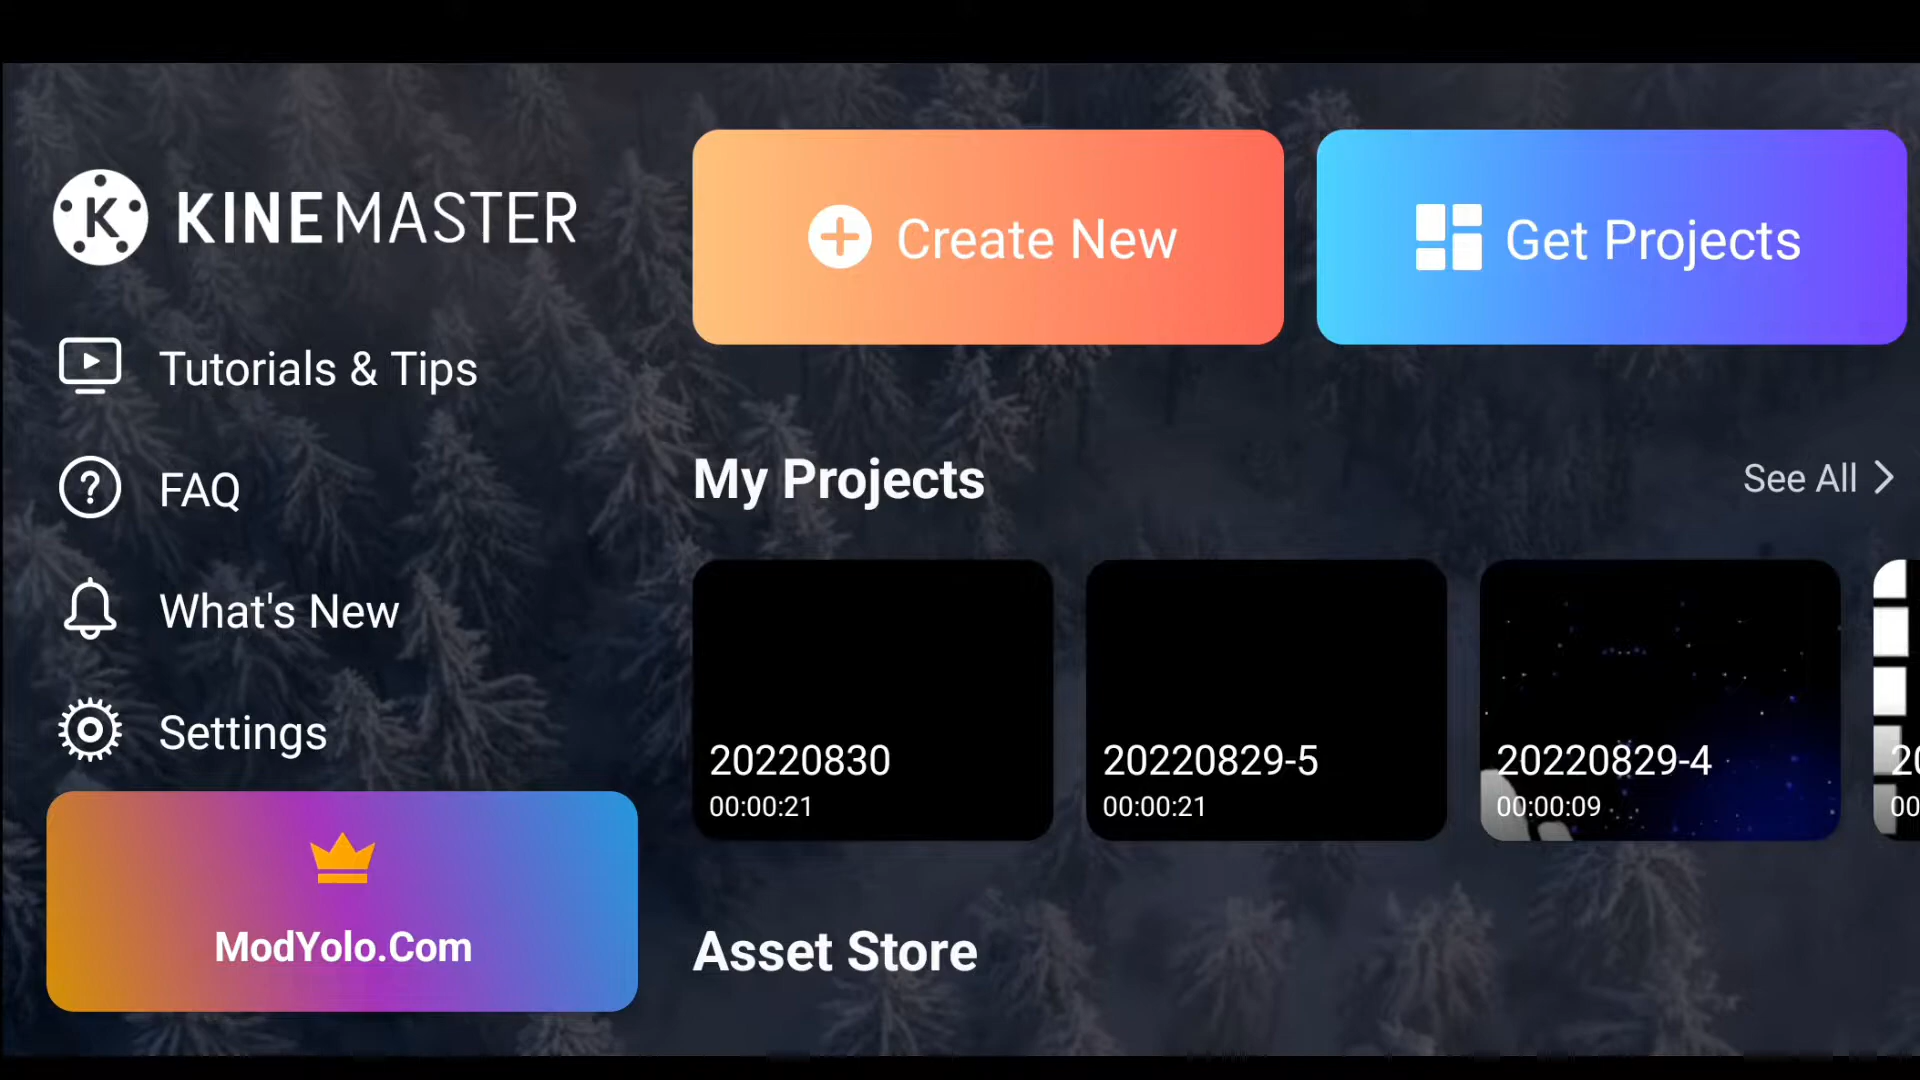 K KINEMASTER
Tutorials & Tips
FAQ
What's New
Settings
ModYolo.Com
Create New
Get Projects
My Projects
See All
20220830
00:00:21
20220829-5
00:00:21
20220829-4
00:00:09
Asset Store